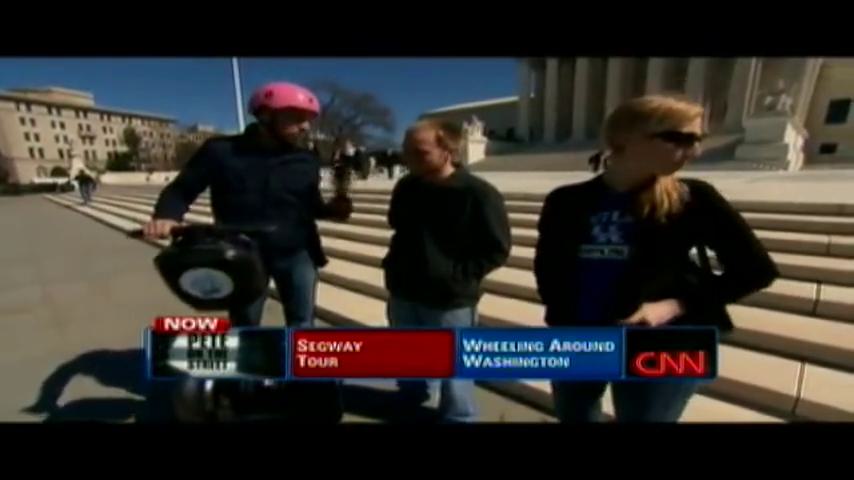 NOW
PETE
ON THE
STREET
SEGWAY
TOUR
WHEELING AROUND
WASHINGTON
CNN